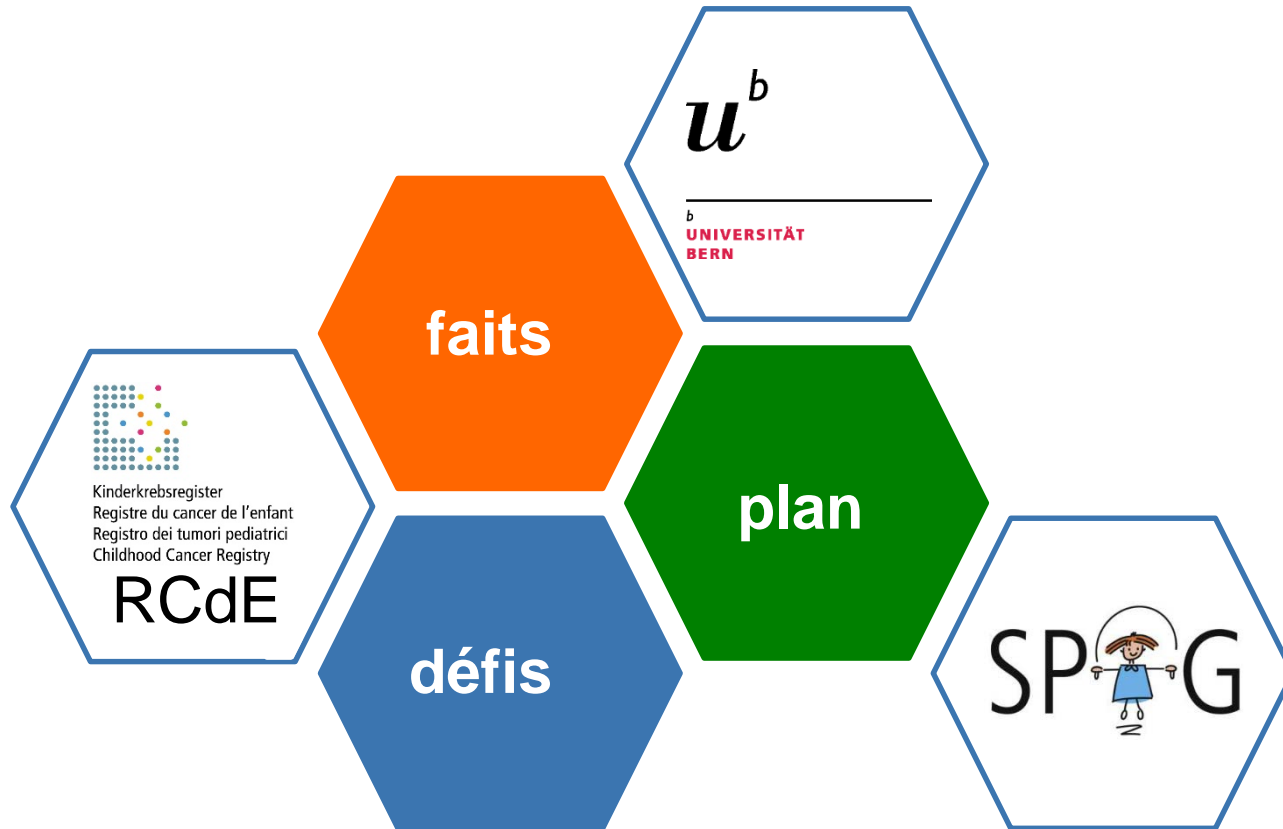 u b
b
UNIVERSITÄT
BERN
faits
plan
Kinderkrebsregister
Registre du cancer de l'enfant
Registro dei tumori pediatrici
Childhood Cancer Registry
RCdE
défis
SPOG